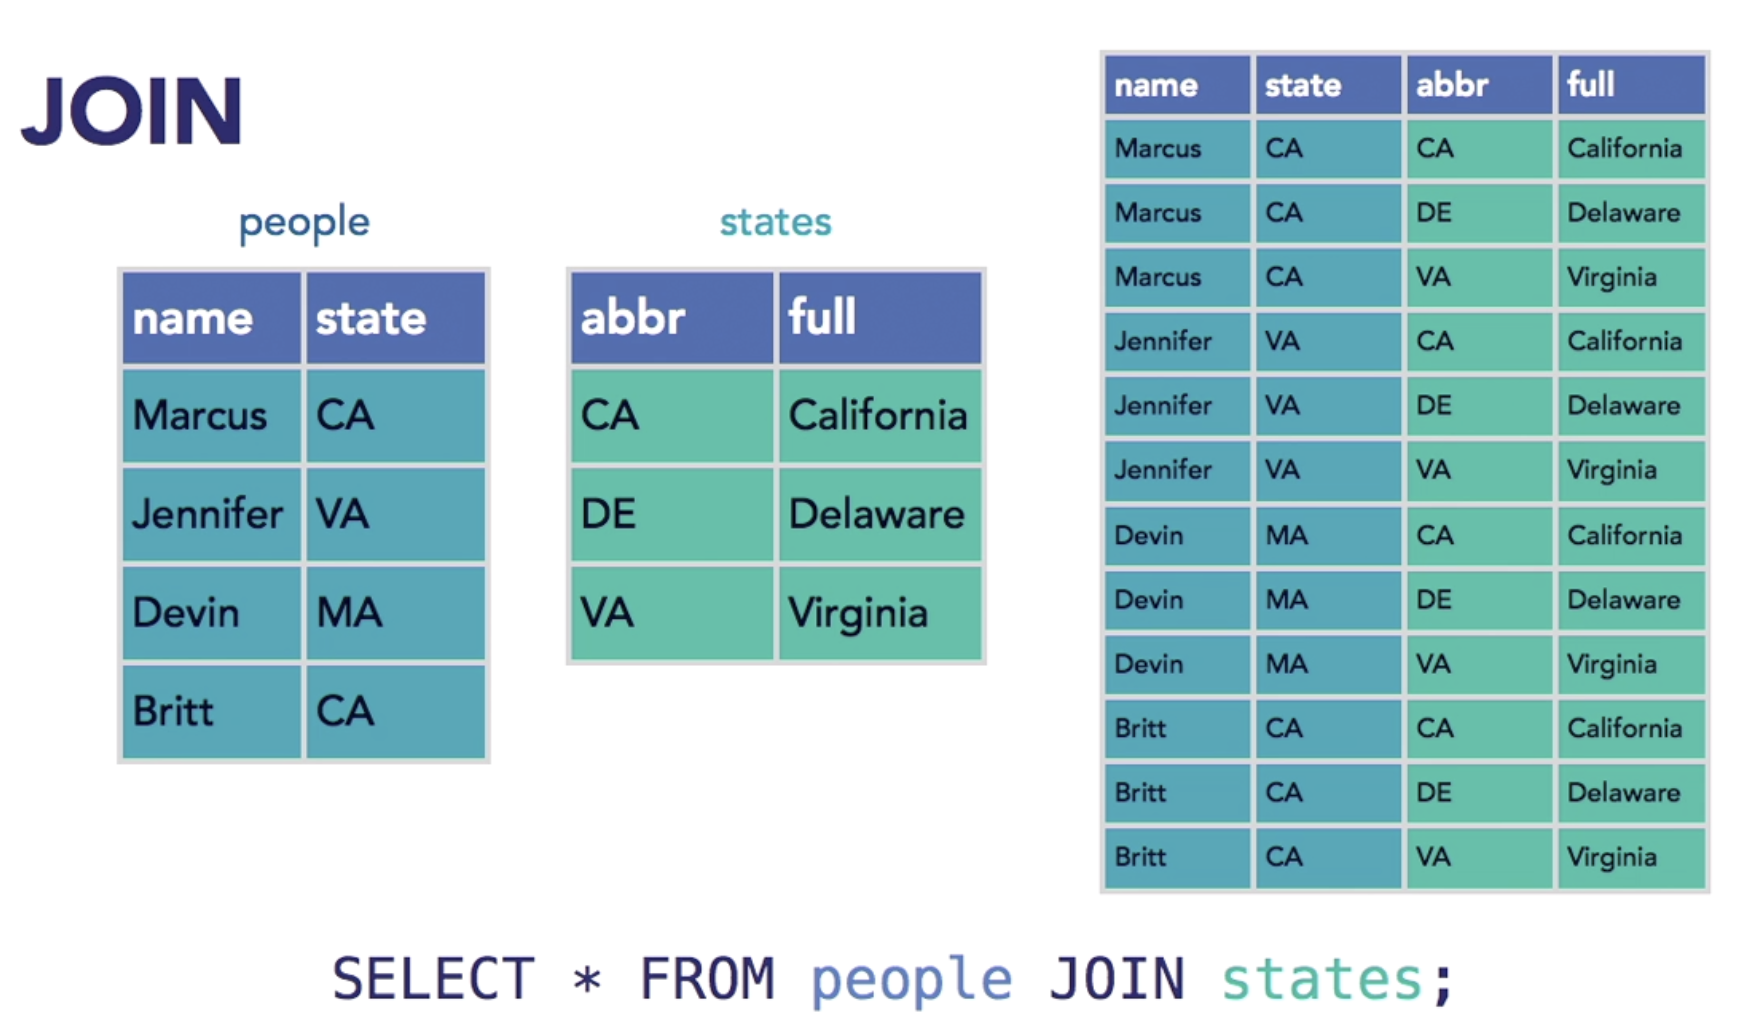 JOIN
people
name state
Marcus CA
Jennifer VA
Devin MA
Britt CA
states
abbr full
CA California
DE Delaware
VA Virginia
name state abbr full
Marcus CA CA California
Marcus CA DE Delaware
Marcus CA VA Virginia
Jennifer VA CA California
Jennifer VA DE Delaware
Jennifer VA VA Virginia
Devin MA CA California
Devin MA DE Delaware
Devin MA VA Virginia
Britt CA CA California
Britt CA DE Delaware
Britt CA VA Virginia
SELECT * FROM people JOIN states;